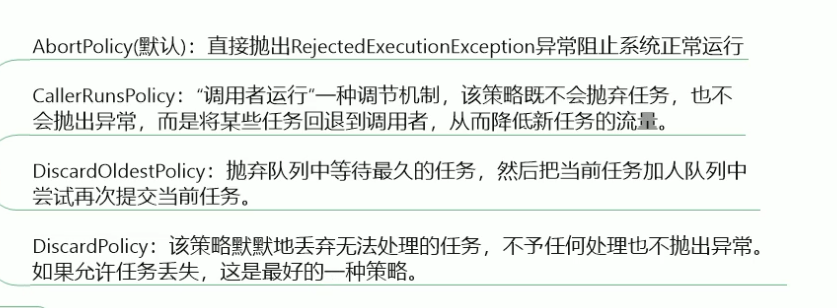 AbortPolicy(默认)：直接抛出RejectedExecutionException异常阻止系统正常运行
CallerRunsPolicy：“调用者运行“一种调节机制，该策略既不会抛弃任务，也不
会抛出异常，而是将某些任务回退到调用者，从而降低新任务的流量。
DiscardOldestPolicy：抛弃队列中等待最久的任务，然后把当前任务加人队列中
尝试再次提交当前任务。
DiscardPolicy：该策略默默地丢弃无法处理的任务，不予任何处理也不抛出异常。
如果允许任务丢失，这是最好的一种策略。